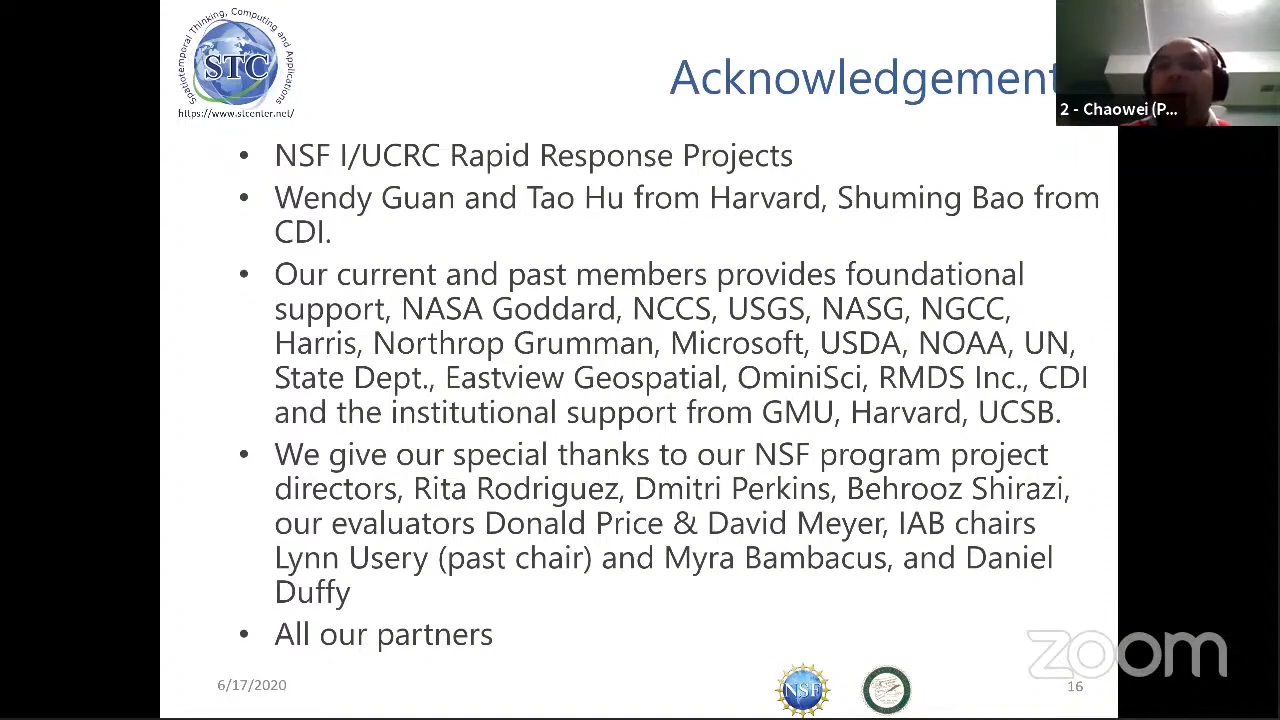 Spatiotemporal Thinking, Computing and Applications
STC
https://www.stcenter.net/
Acknowledgement
2 - Chaowei (P...
• NSF I/UCRC Rapid Response Projects
• Wendy Guan and Tao Hu from Harvard, Shuming Bao from
CDI.
• Our current and past members provides foundational
support, NASA Goddard, NCCS, USGS, NASG, NGCC,
Harris, Northrop Grumman, Microsoft, USDA, NOAA, UN,
State Dept., Eastview Geospatial, OminiSci, RMDS Inc., CDI
and the institutional support from GMU, Harvard, UCSB.
• We give our special thanks to our NSF program project
directors, Rita Rodriguez, Dmitri Perkins, Behrooz Shirazi,
our evaluators Donald Price & David Meyer, IAB chairs
Lynn Usery (past chair) and Myra Bambacus, and Daniel
Duffy
• All our partners
zoom
6/17/2020
NSF
16